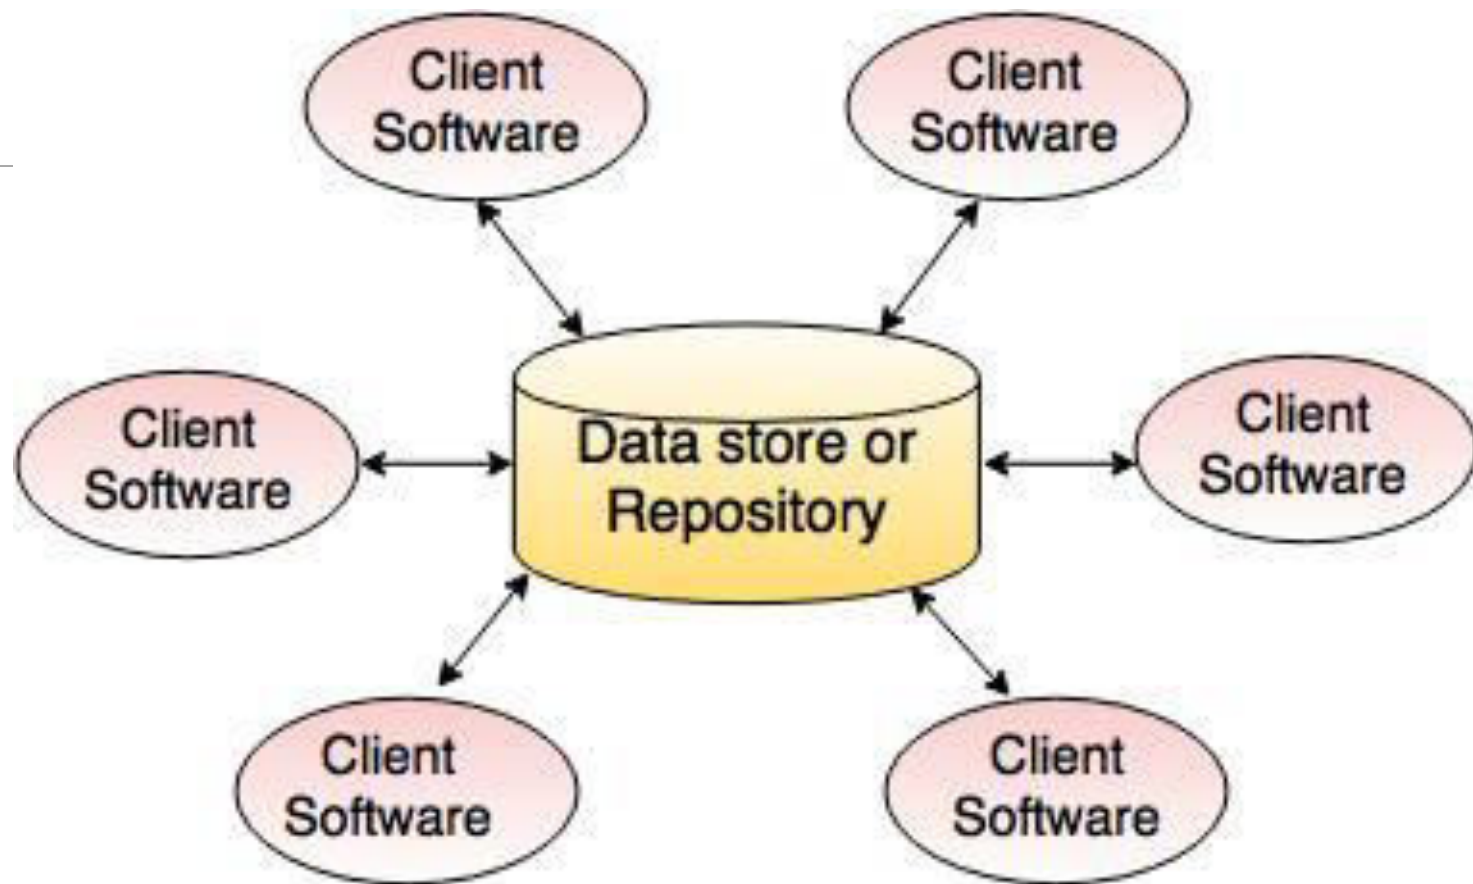 Client
Software
Client
Software
Client
Software
Data store or
Repository
Client
Software
Client
Software
Client
Software